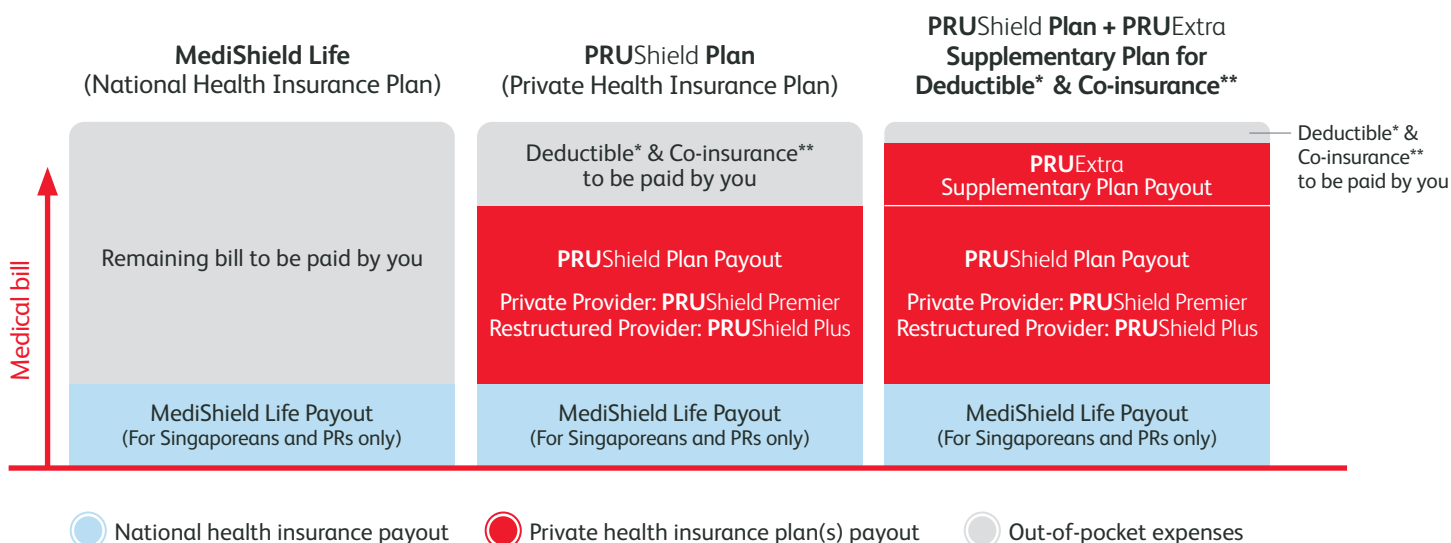 MediShield Life
(National Health Insurance Plan)
PRUShield Plan
(Private Health Insurance Plan)
PRUShield Plan + PRUExtra
Supplementary Plan for
Deductible* & Co-insurance**
Medical bill
Remaining bill to be paid by you
MediShield Life Payout
(For Singaporeans and PRs only)
Deductible* & Co-insurance**
to be paid by you
PRUShield Plan Payout
Private Provider: PRUShield Premier
Restructured Provider: PRUShield Plus
MediShield Life Payout
(For Singaporeans and PRs only)
Deductible* &
Co-insurance**
to be paid by you
PRUExtra
Supplementary Plan Payout
PRUShield Plan Payout
Private Provider: PRUShield Premier
Restructured Provider: PRUShield Plus
MediShield Life Payout
(For Singaporeans and PRs only)
National health insurance payout
Private health insurance plan(s) payout
Out-of-pocket expenses